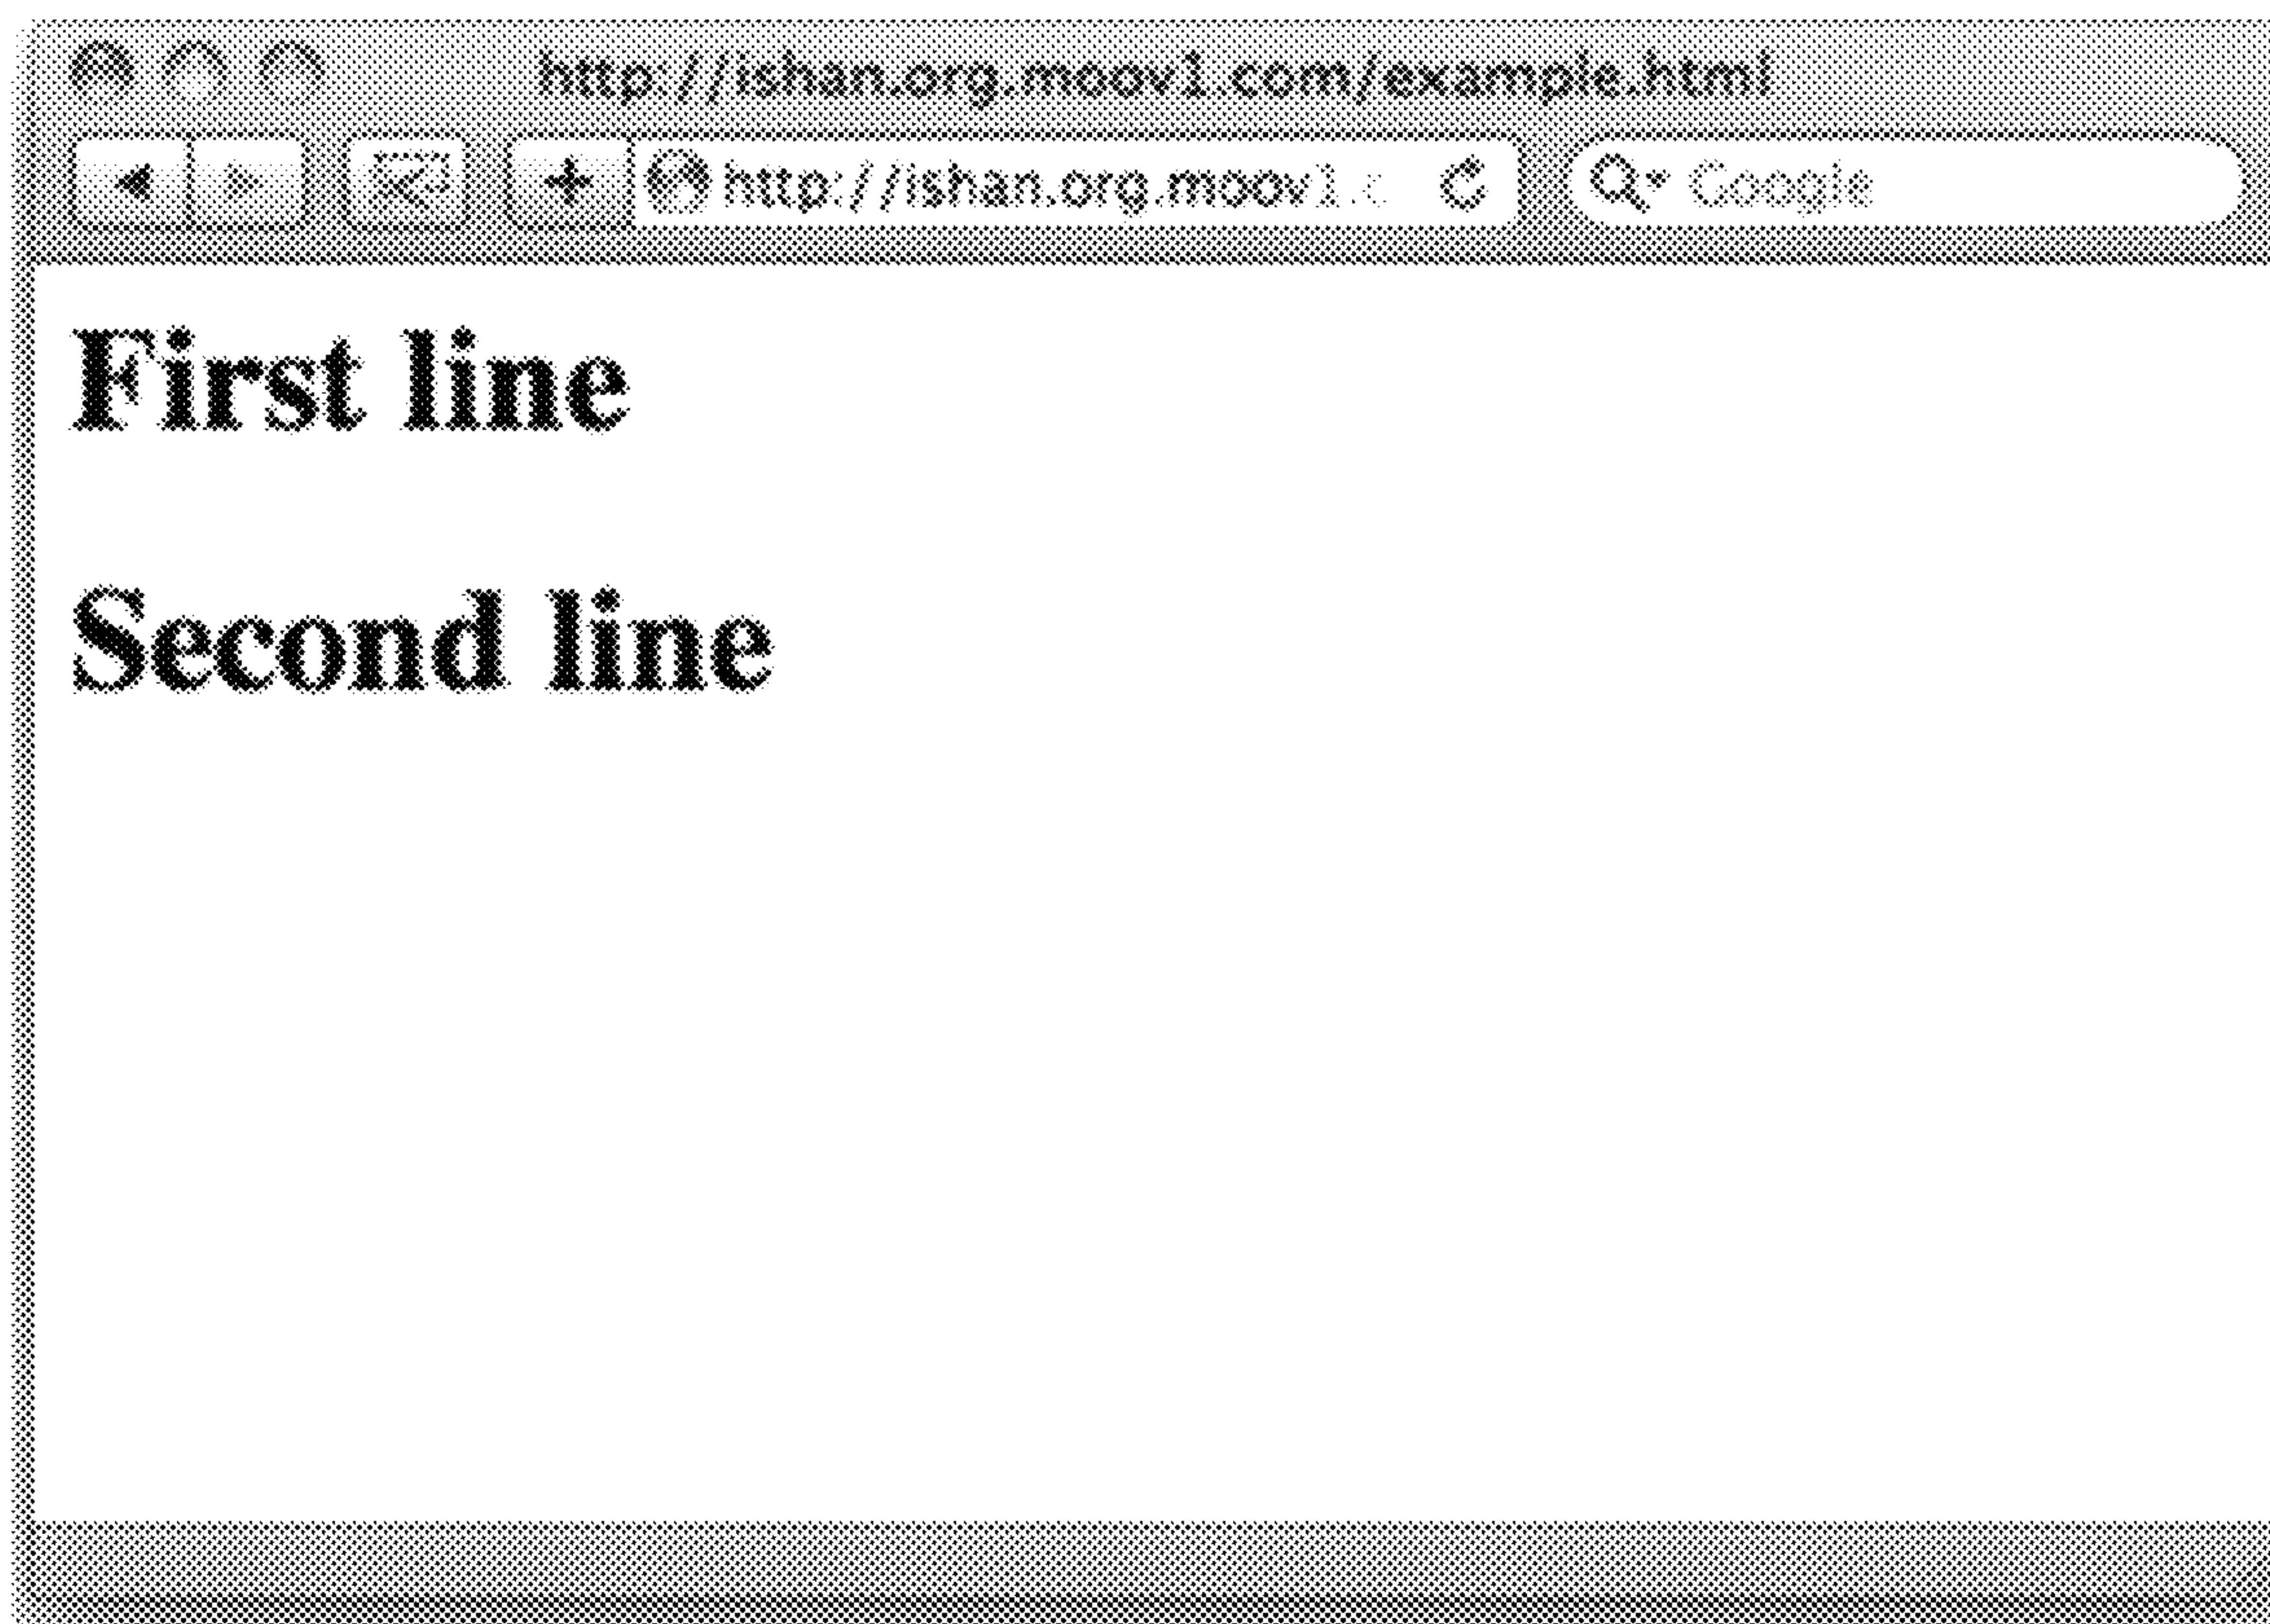 http://ishan.org.moov1.com/example.html
http://ishan.org.moov1.c
Google
First line
Second line